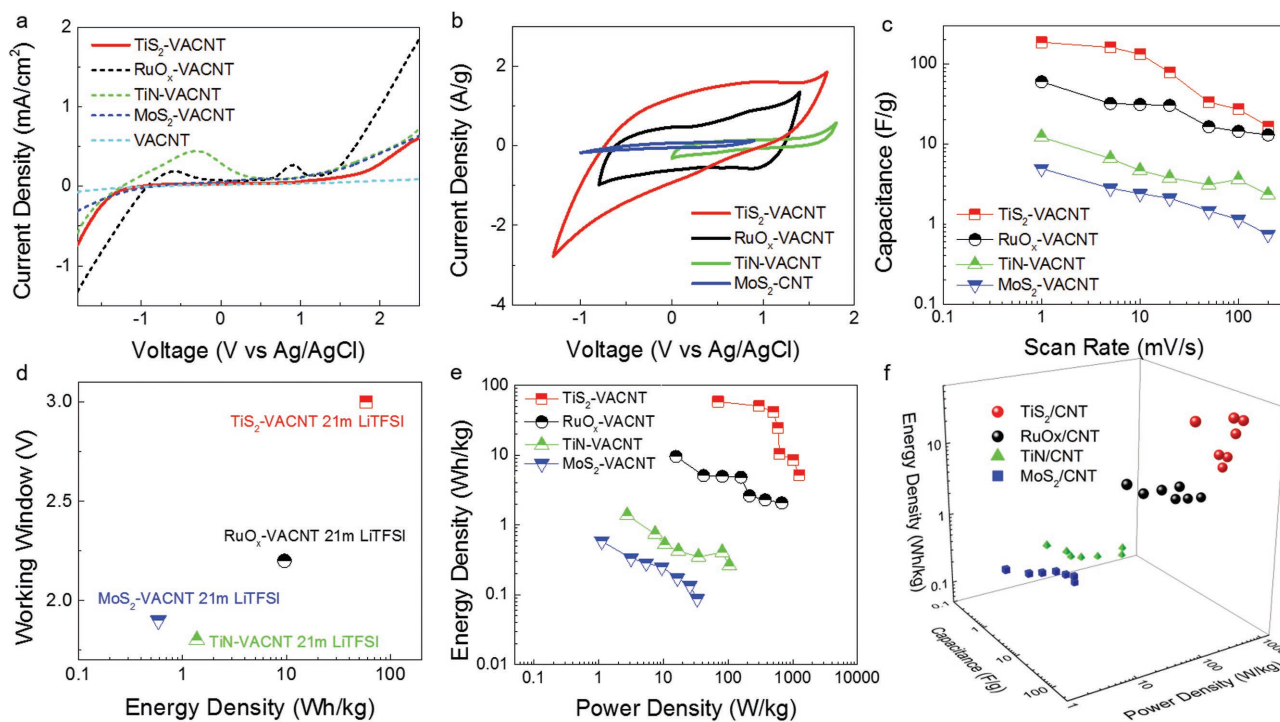 a
Current Density (mA/cm²)
2
1
0
-1
TiS₂-VACNT
RuOₓ-VACNT
TiN-VACNT
MoS₂-VACNT
VACNT
-1 0 1 2
Voltage (V vs Ag/AgCl)
b
Current Density (A/g)
4
2
0
-2
-4
TiS₂-VACNT
RuOₓ-VACNT
TiN-VACNT
MoS₂-CNT
-1 0 1 2
Voltage (V vs Ag/AgCl)
c
Capacitance (F/g)
100
10
1
0.1
TiS₂-VACNT
RuOₓ-VACNT
TiN-VACNT
MoS₂-VACNT
0.1 1 10 100
Scan Rate (mV/s)
d
Working Window (V)
3.0
2.5
2.0
TiS₂-VACNT 21m LiTFSI
RuOₓ-VACNT 21m LiTFSI
MoS₂-VACNT 21m LiTFSI
TiN-VACNT 21m LiTFSI
0.1 1 10 100
Energy Density (Wh/kg)
e
Energy Density (Wh/kg)
100
10
1
0.1
0.01
TiS₂-VACNT
RuOₓ-VACNT
TiN-VACNT
MoS₂-VACNT
0.1 1 10 100 1000 10000
Power Density (W/kg)
f
Energy Density (Wh/kg)
10
1
0.1
TiS₂/CNT
RuOx/CNT
TiN/CNT
MoS₂/CNT
0.1
1
10
100
Capacitance (F/g)
1
10
100
Power Density (W/kg)